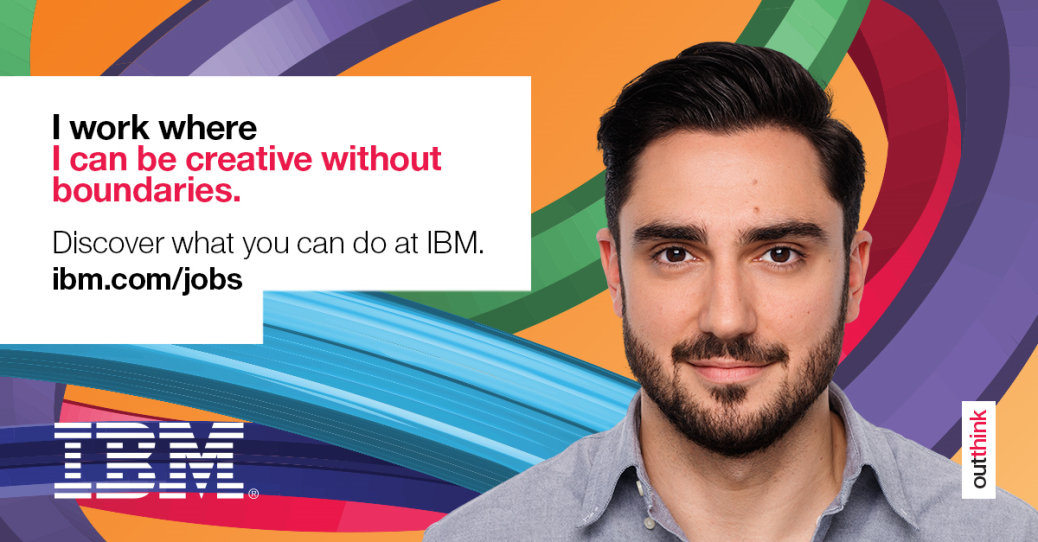 I work where
I can be creative without
boundaries.
Discover what you can do at IBM.
ibm.com/jobs
IBM®
outthink